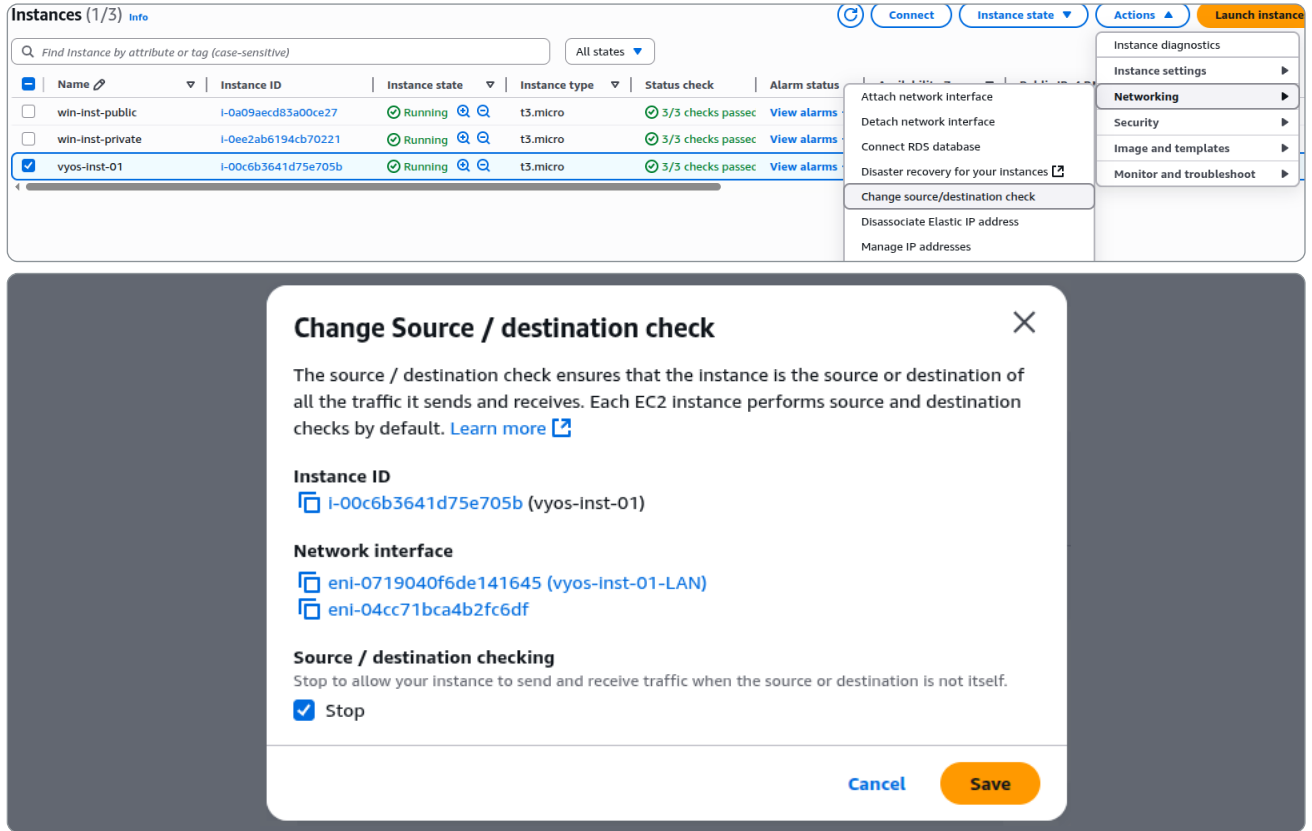 Instances (1/3) Info
Connect
Instance state
Actions
Launch instance
Find Instance by attribute or tag (case-sensitive)
All states
Instance diagnostics
Instance settings
Networking
Security
Image and templates
Monitor and troubleshoot
Name Instance ID Instance state Instance type Status check Alarm status
win-inst-public i-0a09aecd83a00ce27 Running t3.micro 3/3 checks passec View alarms
win-inst-private i-0ee2ab6194cb70221 Running t3.micro 3/3 checks passec View alarms
vyos-inst-01 i-00c6b3641d75e705b Running t3.micro 3/3 checks passec View alarms
Attach network interface
Detach network interface
Connect RDS database
Disaster recovery for your instances
Change source/destination check
Disassociate Elastic IP address
Manage IP addresses
Change Source / destination check
The source / destination check ensures that the instance is the source or destination of
all the traffic it sends and receives. Each EC2 instance performs source and destination
checks by default. Learn more
Instance ID
i-00c6b3641d75e705b (vyos-inst-01)
Network interface
eni-0719040f6de141645 (vyos-inst-01-LAN)
eni-04cc71bca4b2fc6df
Source / destination checking
Stop to allow your instance to send and receive traffic when the source or destination is not itself.
Stop
Cancel
Save